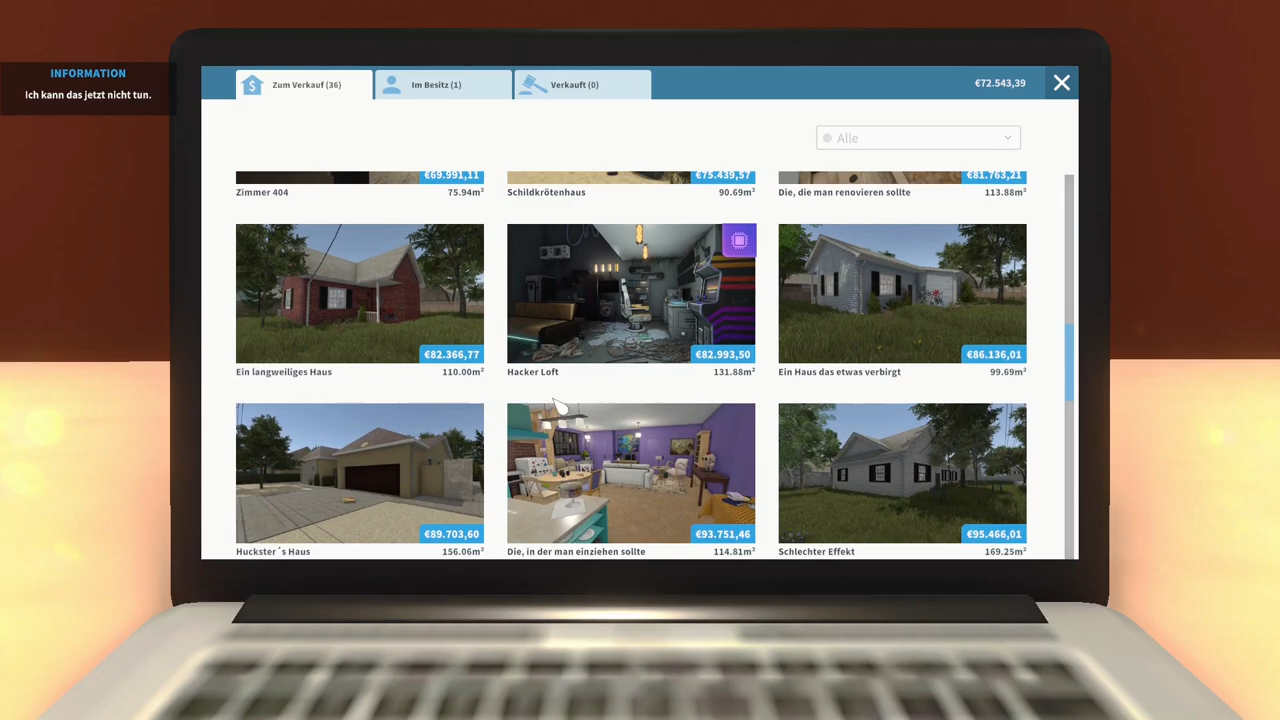 INFORMATION
Ich kann das jetzt nicht tun.
Zum Verkauf (36)
Im Besitz (1)
Verkauft (0)
€72.543,39
Alle
€69.991,11
€75.439,57
€81.763,21
Zimmer 404
75.94m²
Schildkrötenhaus
90.69m²
Die, die man renovieren sollte
113.88m²
€82.366,77
€82.993,50
€86.136,01
Ein langweiliges Haus
110.00m²
Hacker Loft
131.88m²
Ein Haus das etwas verbirgt
99.69m²
€89.703,60
€93.751,46
€95.466,01
Huckster´s Haus
156.06m²
Die, in der man einziehen sollte
114.81m²
Schlechter Effekt
169.25m²